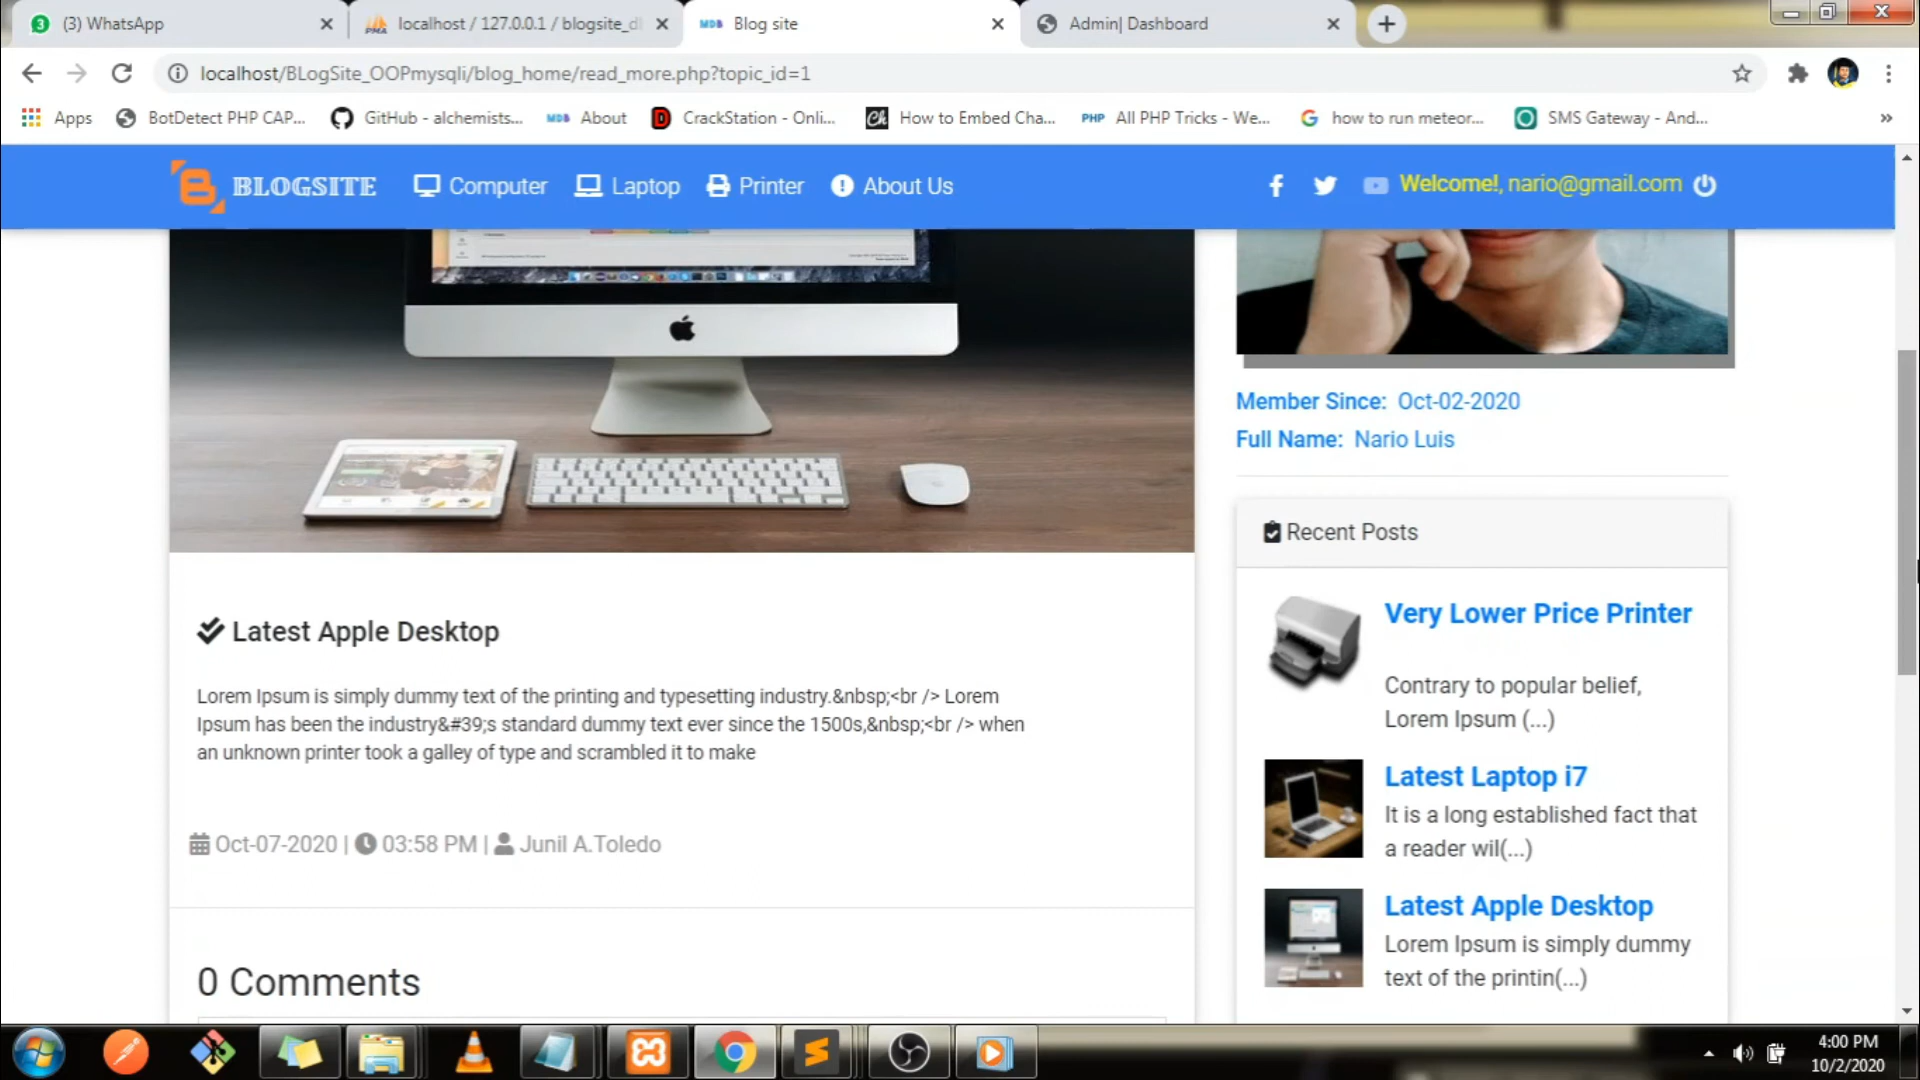 (3) WhatsApp
localhost / 127.0.0.1 / blogsite_d
Blog site
Admin| Dashboard
localhost/BLogSite_OOPmysqli/blog_home/read_more.php?topic_id=1
Apps
BotDetect PHP CAP...
GitHub - alchemists...
MDB
About
CrackStation - Onli...
How to Embed Cha...
PHP
All PHP Tricks - We...
how to run meteor...
SMS Gateway - And...
»
BLOGSITE
Computer
Laptop
Printer
About Us
Welcome!, nario@gmail.com
Latest Apple Desktop
Lorem Ipsum is simply dummy text of the printing and typesetting industry.&nbsp;<br /> Lorem
Ipsum has been the industry&#39;s standard dummy text ever since the 1500s,&nbsp;<br /> when
an unknown printer took a galley of type and scrambled it to make
Oct-07-2020 | 03:58 PM | Junil A.Toledo
0 Comments
Member Since: Oct-02-2020
Full Name: Nario Luis
Recent Posts
Very Lower Price Printer
Contrary to popular belief,
Lorem Ipsum (...)
Latest Laptop i7
It is a long established fact that
a reader wil(...)
Latest Apple Desktop
Lorem Ipsum is simply dummy
text of the printin(...)
4:00 PM
10/2/2020